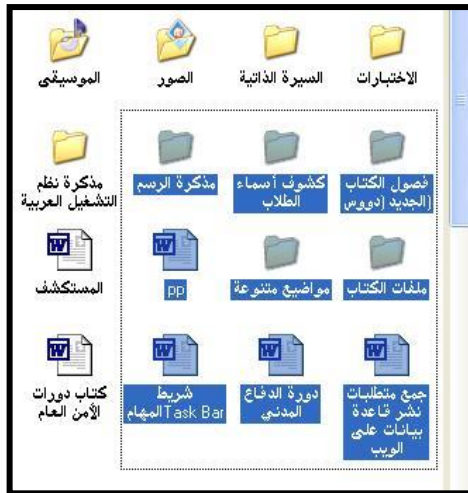 الاختبارات
السيرة الذاتية
الصور
الموسيقى
فصول الكتاب
الجديد (دووس)
كشوف أسماء
الطلاب
مذكرة الرسم
مذكرة نظم
التشغيل العربية
ملفات الكتاب
مواضيع متنوعة
pp
المستكشف
جمع متطلبات
نشر قاعدة
بيانات على
الويب
دورة الدفاع
المدني
شريط
المهام Task Bar
كتاب دورات
الأمن العام